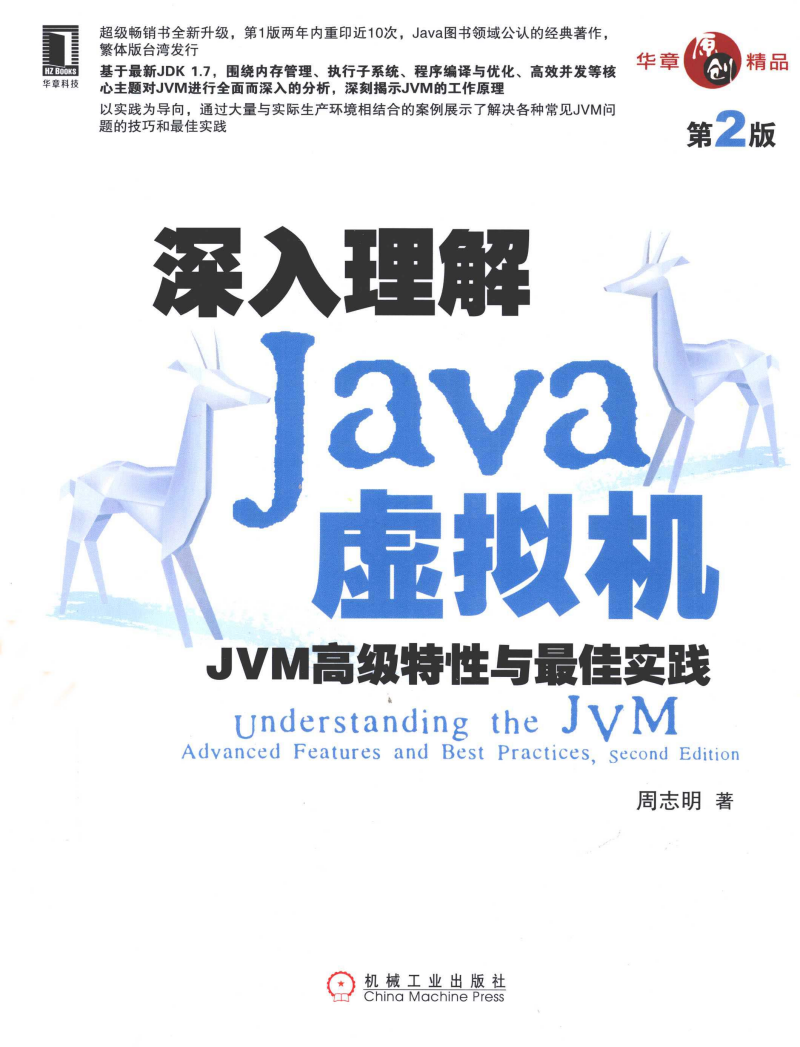 HZ BOOKS
华章科技
超级畅销书全新升级，第1版两年内重印近10次，Java图书领域公认的经典著作，
繁体版台湾发行
基于最新JDK 1.7，围绕内存管理、执行子系统、程序编译与优化、高效并发等核
心主题对JVM进行全面而深入的分析，深刻揭示JVM的工作原理
以实践为导向，通过大量与实际生产环境相结合的案例展示了解决各种常见JVM问
题的技巧和最佳实践
华章 原创 精品
第2版
深入理解
Java
虚拟机
JVM高级特性与最佳实践
Understanding the JVM
Advanced Features and Best Practices, Second Edition
周志明 著
机械工业出版社
China Machine Press